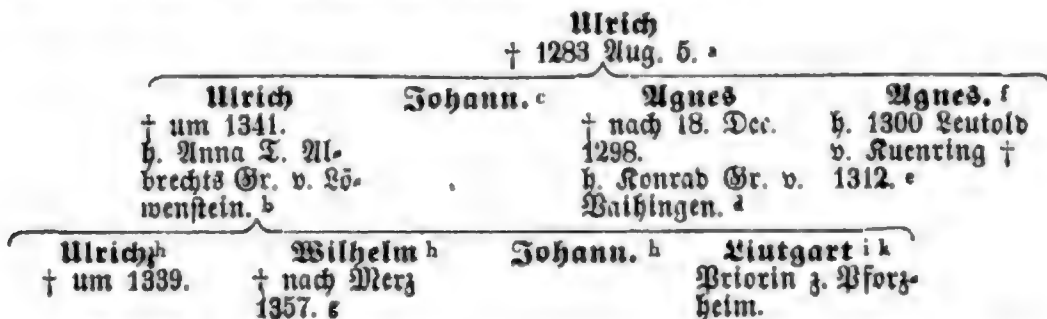 Ulrich
† 1283 Aug. 5. a
Ulrich
† um 1341.
h. Anna T. Al-
brechts Gr. v. Lö-
wenstein. b
Johann. c
Agnes
† nach 18. Dec.
1298.
h. Konrad Gr. v.
Vaihingen. d
Agnes. f
h. 1300 Leutold
v. Kuenring †
1312. e
Ulrich h
† um 1339.
Wilhelm h
† nach Merz
1357. g
Johann. h
Liutgart i k
Priorin z. Pforz-
heim.